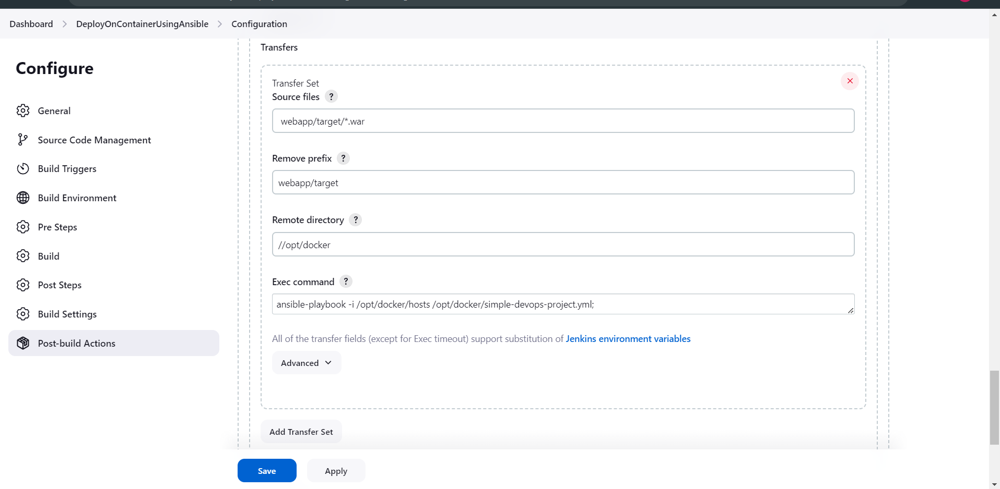 Dashboard > DeployOnContainerUsingAnsible > Configuration
Configure
General
Source Code Management
Build Triggers
Build Environment
Pre Steps
Build
Post Steps
Build Settings
Post-build Actions
Transfers
Transfer Set
Source files ?
webapp/target/*.war
Remove prefix ?
webapp/target
Remote directory ?
//opt/docker
Exec command ?
ansible-playbook -i /opt/docker/hosts /opt/docker/simple-devops-project.yml;
All of the transfer fields (except for Exec timeout) support substitution of Jenkins environment variables
Advanced
Add Transfer Set
Save
Apply